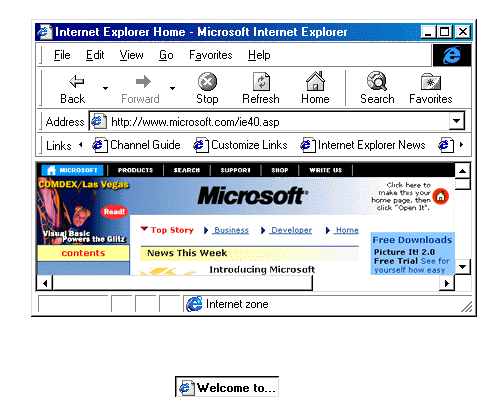 Internet Explorer Home - Microsoft Internet Explorer
File Edit View Go Favorites Help
Back Forward Stop Refresh Home Search Favorites
Address http://www.microsoft.com/ie40.asp
Links Channel Guide Customize Links Internet Explorer News
MICROSOFT PRODUCTS SEARCH SUPPORT SHOP WRITE US
COMDEX/Las Vegas
Read!
Visual Basic
Powers the Glitz
contents
Microsoft
Click here to
make this your
home page, then
click "Open It".
Top Story Business Developer Home
News This Week
Introducing Microsoft
Free Downloads
Picture It! 2.0
Free Trial See for
yourself how easy
Internet zone
Welcome to...